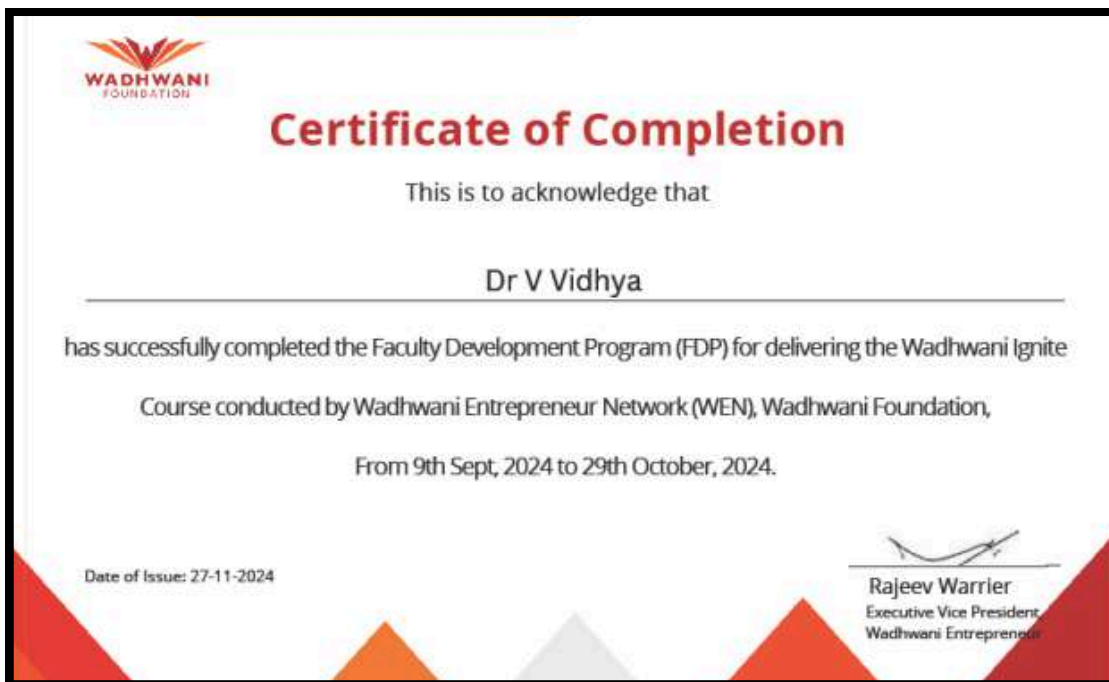 WADHWANI
FOUNDATION
Certificate of Completion
This is to acknowledge that
Dr V Vidhya
has successfully completed the Faculty Development Program (FDP) for delivering the Wadhwani Ignite
Course conducted by Wadhwani Entrepreneur Network (WEN), Wadhwani Foundation,
From 9th Sept, 2024 to 29th October, 2024.
Date of Issue: 27-11-2024
Rajeev Warrier
Executive Vice President,
Wadhwani Entrepreneur